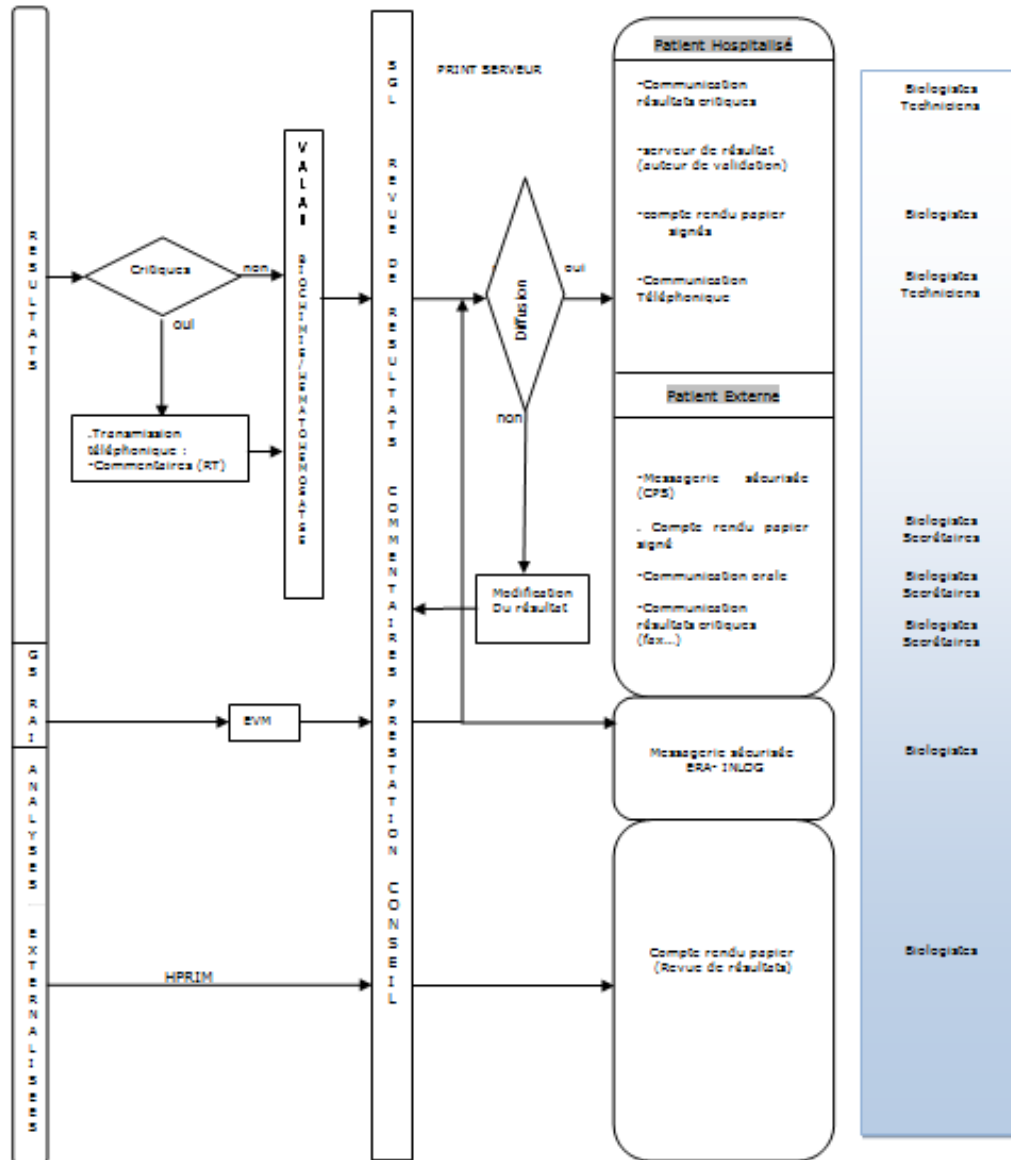 RESULTATS
GS RAI
ANALYSES EXTERNALISEES
Critiques
non
oui
.Transmission
téléphonique :
-Commentaires (RT)
VALAB BIOCHIMIE/HEMATOHEMOSATSE
SGL REVUE DE RESULTATS COMMENTAIRES PRESTATION CONSEIL
PRINT SERVEUR
Diffusion
oui
non
Modification
Du résultat
EVM
HPRIM
Patient Hospitalisé
-Communication
résultats critiques
-serveur de résultat
(auteur de validation)
-compte rendu papier
signés
-Communication
Téléphonique
Patient Externe
-Messagerie sécurisée
(CPS)
. Compte rendu papier
signé
-Communication orale
-Communication
résultats critiques
(fax...)
Messagerie sécurisée
ERA- INLOG
Compte rendu papier
(Revue de résultats)
Biologistes
Techniciens
Biologistes
Biologistes
Techniciens
Biologistes
Secrétaires
Biologistes
Secrétaires
Biologistes
Secrétaires
Biologistes
Biologistes